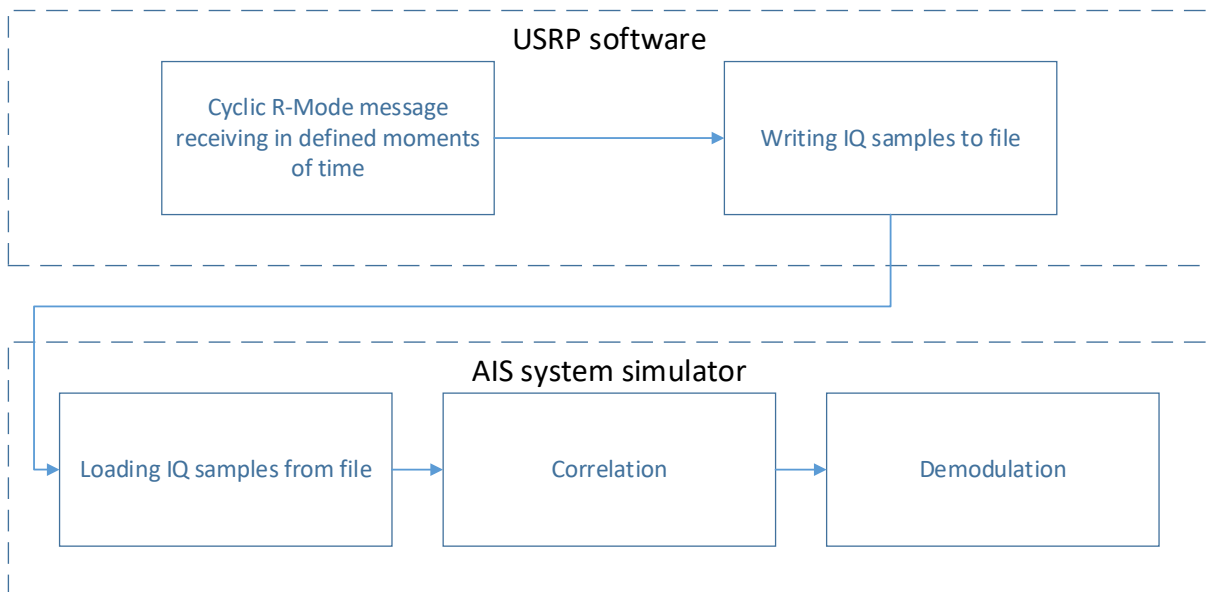 USRP software
Cyclic R-Mode message
receiving in defined moments
of time
Writing IQ samples to file
AIS system simulator
Loading IQ samples from file
Correlation
Demodulation